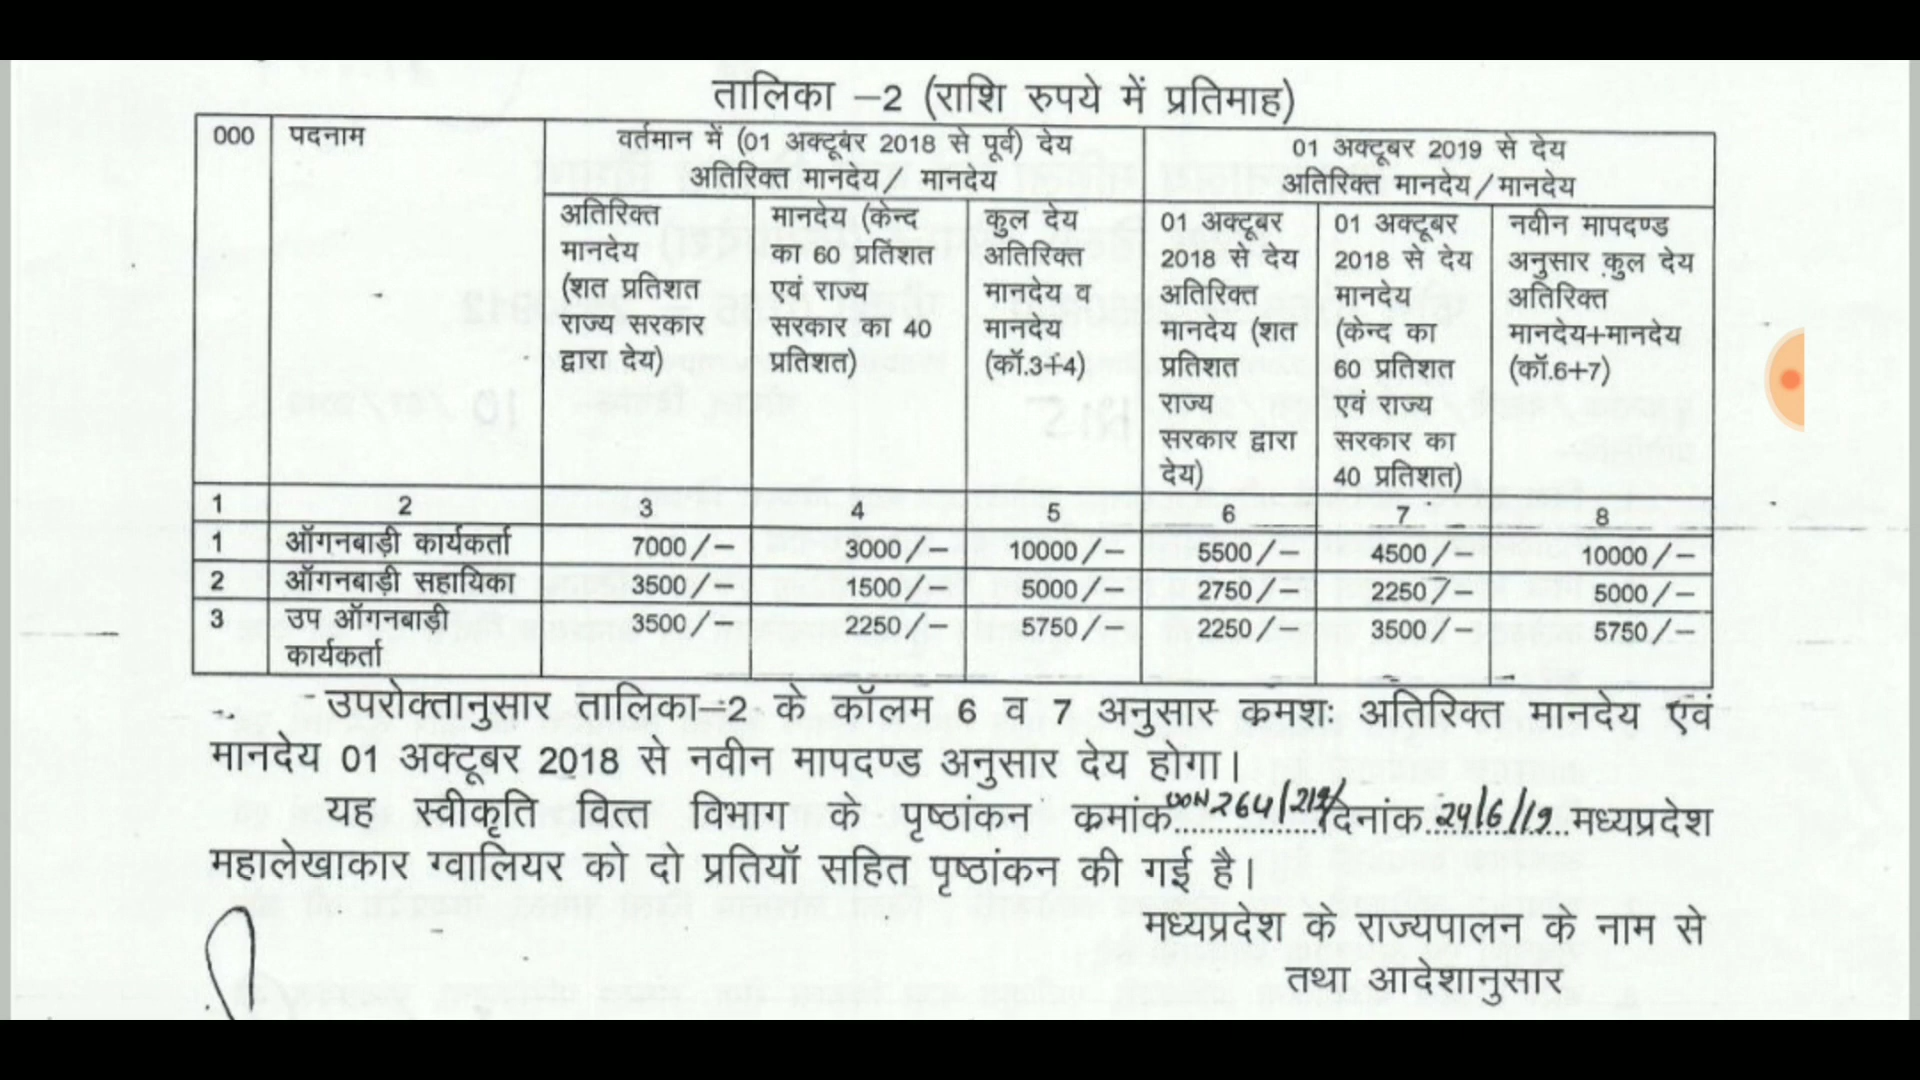 तालिका –2 (राशि रुपये में प्रतिमाह)
000 पदनाम वर्तमान में (01 अक्टूबर 2018 से पूर्व) देय अतिरिक्त मानदेय/ मानदेय 01 अक्टूबर 2019 से देय अतिरिक्त मानदेय/मानदेय
अतिरिक्त
मानदेय
(शत प्रतिशत
राज्य सरकार
द्वारा देय)
मानदेय (केन्द
का 60 प्रतिशत
एवं राज्य
सरकार का 40
प्रतिशत)
कुल देय
अतिरिक्त
मानदेय व
मानदेय
(कॉ.3+4)
01 अक्टूबर
2018 से देय
अतिरिक्त
मानदेय (शत
प्रतिशत
राज्य
सरकार द्वारा
देय)
01 अक्टूबर
2018 से देय
मानदेय
(केन्द का
60 प्रतिशत
एवं राज्य
सरकार का
40 प्रतिशत)
नवीन मापदण्ड
अनुसार कुल देय
अतिरिक्त
मानदेय+मानदेय
(कॉ.6+7)
1 2 3 4 5 6 7 8
1 ऑगनबाड़ी कार्यकर्ता 7000/– 3000/– 10000/– 5500/– 4500/– 10000/–
2 ऑगनबाड़ी सहायिका 3500/– 1500/– 5000/– 2750/– 2250/– 5000/–
3 उप ऑगनबाड़ी 3500/– 2250/– 5750/– 2250 3500/– 5750/–
कार्यकर्ता
उपरोक्तानुसार तालिका–2 के कॉलम 6 व 7 अनुसार क्रमशः अतिरिक्त मानदेय एवं
मानदेय 01 अक्टूबर 2018 से नवीन मापदण्ड अनुसार देय होगा।
यह स्वीकृति वित्त विभाग के पृष्ठांकन क्रमांक दिनांक 24/6/19 मध्यप्रदेश
महालेखाकार ग्वालियर को दो प्रतियॉ सहित पृष्ठांकन की गई है।
मध्यप्रदेश के राज्यपालन के नाम से
तथा आदेशानुसार